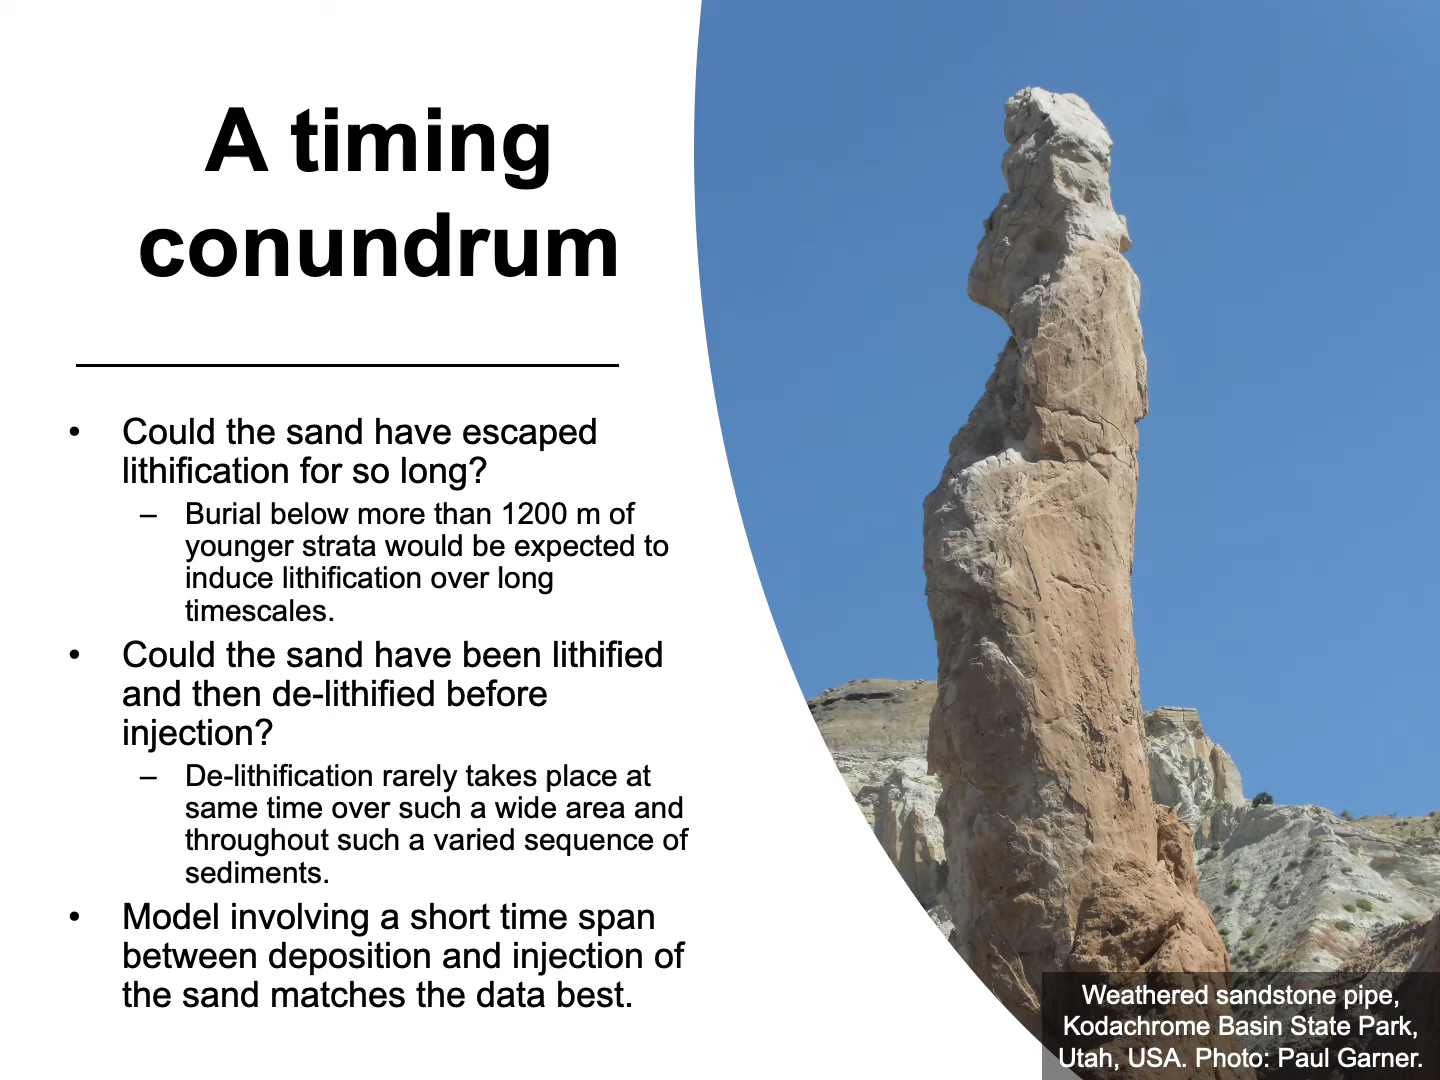 A timing
conundrum
• Could the sand have escaped
lithification for so long?
– Burial below more than 1200 m of
younger strata would be expected to
induce lithification over long
timescales.
• Could the sand have been lithified
and then de-lithified before
injection?
– De-lithification rarely takes place at
same time over such a wide area and
throughout such a varied sequence of
sediments.
• Model involving a short time span
between deposition and injection of
the sand matches the data best.
Weathered sandstone pipe,
Kodachrome Basin State Park,
Utah, USA. Photo: Paul Garner.